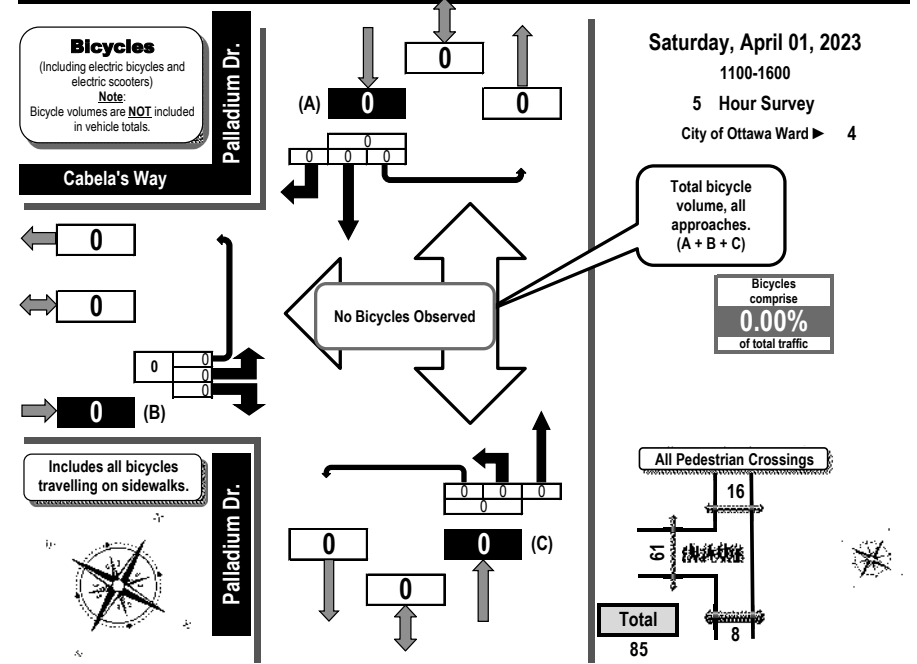 Bicycles
(Including electric bicycles and
electric scooters)
Note:
Bicycle volumes are NOT included
in vehicle totals.
Palladium Dr.
Cabela's Way
0
(A) 0
0
0
0 0 0
Saturday, April 01, 2023
1100-1600
5 Hour Survey
City of Ottawa Ward ► 4
Total bicycle
volume, all
approaches.
(A + B + C)
Bicycles
comprise
0.00%
of total traffic
0
0
No Bicycles Observed
0
0
0
0
0 (B)
Includes all bicycles
travelling on sidewalks.
Palladium Dr.
0 0 0
0
0
0 (C)
0
All Pedestrian Crossings
16
61
8
Total
85